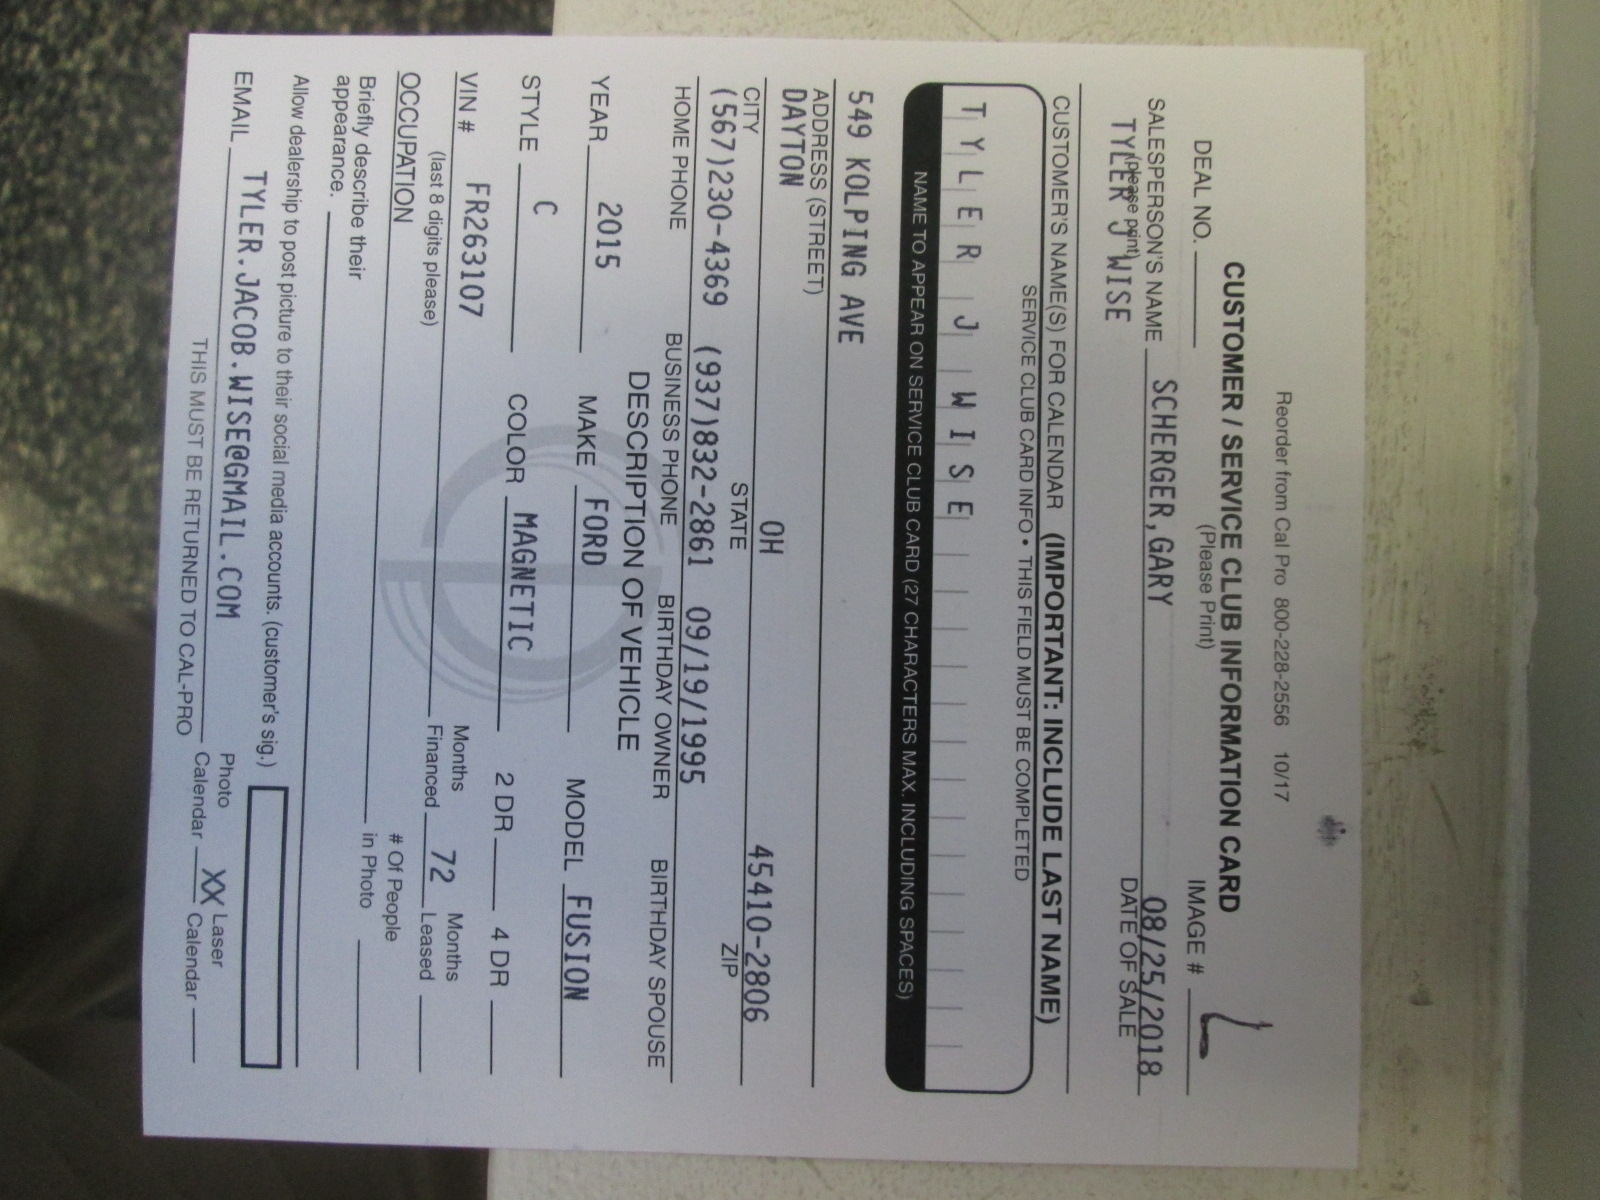 Reorder from Cal Pro 800-228-2556 10/17
CUSTOMER / SERVICE CLUB INFORMATION CARD
(Please Print)
DEAL NO. IMAGE #
SALESPERSON'S NAME SCHERGER,GARY 08/25/2018
(please print) DATE OF SALE
TYLER J WISE
CUSTOMER'S NAME(S) FOR CALENDAR (IMPORTANT: INCLUDE LAST NAME)
SERVICE CLUB CARD INFO • THIS FIELD MUST BE COMPLETED
TYLER J WISE
NAME TO APPEAR ON SERVICE CLUB CARD (27 CHARACTERS MAX. INCLUDING SPACES)
549 KOLPING AVE
ADDRESS (STREET)
DAYTON OH 45410-2806
CITY STATE ZIP
(567)230-4369 (937)832-2861 09/19/1995
HOME PHONE BUSINESS PHONE BIRTHDAY OWNER BIRTHDAY SPOUSE
DESCRIPTION OF VEHICLE
YEAR 2015 MAKE FORD MODEL FUSION
STYLE C COLOR MAGNETIC 2 DR 4 DR
VIN # FR263107 Months Financed 72 Months Leased
(last 8 digits please)
OCCUPATION # Of People in Photo
Briefly describe their
appearance.
Allow dealership to post picture to their social media accounts. (customer's sig.)
EMAIL TYLER.JACOB.WISE@GMAIL.COM Photo Calendar XX Laser Calendar
THIS MUST BE RETURNED TO CAL-PRO